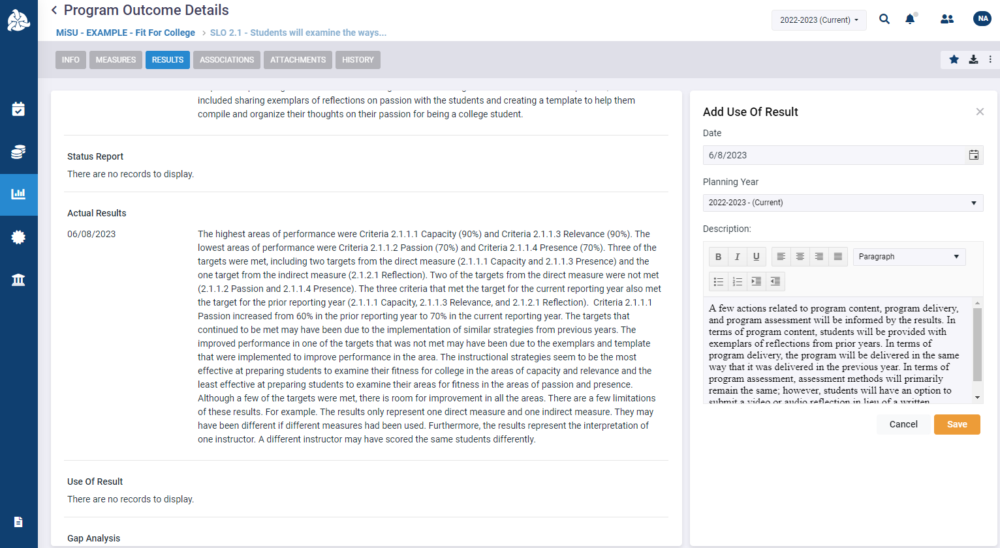 Program Outcome Details
MiSU - EXAMPLE - Fit For College > SLO 2.1 - Students will examine the ways...
2022-2023 (Current)
NA
INFO MEASURES RESULTS ASSOCIATIONS ATTACHMENTS HISTORY
included sharing exemplars of reflections on passion with the students and creating a template to help them
compile and organize their thoughts on their passion for being a college student.
Status Report
There are no records to display.
Actual Results
06/08/2023
The highest areas of performance were Criteria 2.1.1.1 Capacity (90%) and Criteria 2.1.1.3 Relevance (90%). The
lowest areas of performance were Criteria 2.1.1.2 Passion (70%) and Criteria 2.1.1.4 Presence (70%). Three of the
targets were met, including two targets from the direct measure (2.1.1.1 Capacity and 2.1.1.3 Presence) and the
one target from the indirect measure (2.1.2.1 Reflection). Two of the targets from the direct measure were not met
(2.1.1.2 Passion and 2.1.1.4 Presence). The three criteria that met the target for the current reporting year also met
the target for the prior reporting year (2.1.1.1 Capacity, 2.1.1.3 Relevance, and 2.1.2.1 Reflection).  Criteria 2.1.1.1
Passion increased from 60% in the prior reporting year to 70% in the current reporting year. The targets that
continued to be met may have been due to the implementation of similar strategies from previous years. The
improved performance in one of the targets that was not met may have been due to the exemplars and template
that were implemented to improve performance in the area. The instructional strategies seem to be the most
effective at preparing students to examine their fitness for college in the areas of capacity and relevance and the
least effective at preparing students to examine their areas for fitness in the areas of passion and presence.
Although a few of the targets were met, there is room for improvement in all the areas. There are a few limitations
of these results. For example. The results only represent one direct measure and one indirect measure. They may
have been different if different measures had been used. Furthermore, the results represent the interpretation of
one instructor. A different instructor may have scored the same students differently.
Use Of Result
There are no records to display.
Gap Analysis
Add Use Of Result
Date
6/8/2023
Planning Year
2022-2023 - (Current)
Description:
B I U Paragraph
A few actions related to program content, program delivery,
and program assessment will be informed by the results. In
terms of program content, students will be provided with
exemplars of reflections from prior years. In terms of
program delivery, the program will be delivered in the same
way that it was delivered in the previous year. In terms of
program assessment, assessment methods will primarily
remain the same; however, students will have an option to
submit a video or audio reflection in lieu of a written
Cancel Save